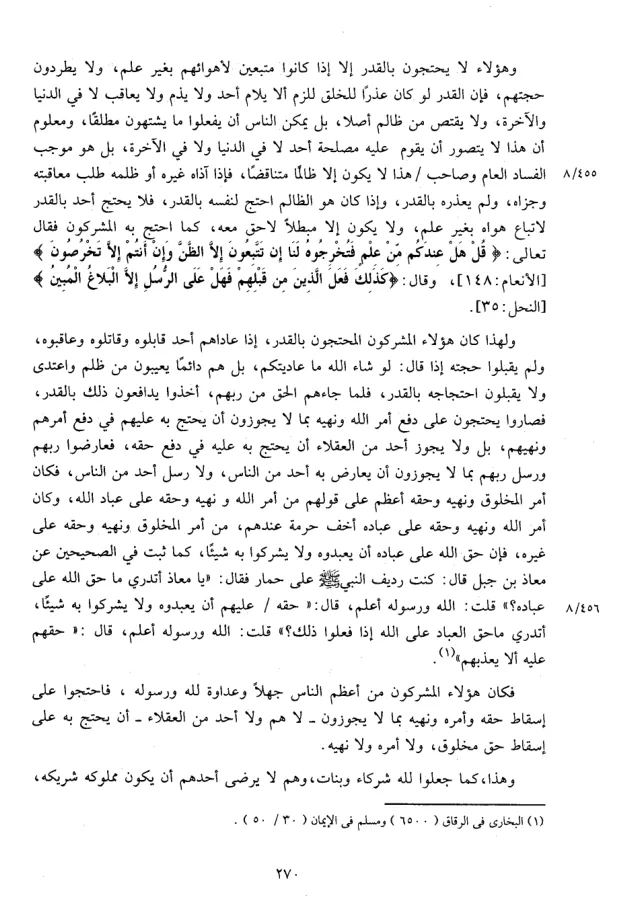 وهؤلاء لا يحتجون بالقدر إلا إذا كانوا متبعين لأهوائهم بغير علم، ولا يطردون
حجتهم، فإن القدر لو كان عذرًا للخلق للزم ألا يلام أحد ولا يذم ولا يعاقب لا في الدنيا
والآخرة، ولا يقتص من ظالم أصلا، بل يمكن الناس أن يفعلوا ما يشتهون مطلقًا، ومعلوم
أن هذا لا يتصور أن يقوم عليه مصلحة أحد لا في الدنيا ولا في الآخرة، بل هو موجب
الفساد العام وصاحب / هذا لا يكون إلا ظالمًا متناقضًا، فإذا آذاه غيره أو ظلمه طلب معاقبته
٨/٤٥٥
وجزاه، ولم يعذره بالقدر، وإذا كان هو الظالم احتج لنفسه بالقدر، فلا يحتج أحد بالقدر
لاتباع هواه بغير علم، ولا يكون إلا مبطلاً لاحق معه، كما احتج به المشركون فقال
تعالى: ﴿ قُلْ هَلْ عِندَكُم مِّنْ عِلْمٍ فَتُخْرِجُوهُ لَنَا إِن تَتَّبِعُونَ إِلاَّ الظَّنَّ وَإِنْ أَنتُمْ إِلاَّ تَخْرُصُونَ ﴾
[الأنعام: ١٤٨]، وقال: ﴿كَذَلِكَ فَعَلَ الَّذِينَ مِن قَبْلِهِمْ فَهَلْ عَلَى الرُّسُلِ إِلاَّ الْبَلاغُ الْمُبِينُ ﴾
[النحل: ٣٥].
ولهذا كان هؤلاء المشركون المحتجون بالقدر، إذا عاداهم أحد قابلوه وقاتلوه وعاقبوه،
ولم يقبلوا حجته إذا قال: لو شاء الله ما عاديتكم، بل هم دائمًا يعيبون من ظلم واعتدى
ولا يقبلون احتجاجه بالقدر، فلما جاءهم الحق من ربهم، أخذوا يدافعون ذلك بالقدر،
فصاروا يحتجون على دفع أمر الله ونهيه بما لا يجوزون أن يحتج به عليهم في دفع أمرهم
ونهيهم، بل ولا يجوز أحد من العقلاء أن يحتج به عليه في دفع حقه، فعارضوا ربهم
ورسل ربهم بما لا يجوزون أن يعارض به أحد من الناس، ولا رسل أحد من الناس، فكان
أمر المخلوق ونهيه وحقه أعظم على قولهم من أمر الله و نهيه وحقه على عباد الله، وكان
أمر الله ونهيه وحقه على عباده أخف حرمة عندهم، من أمر المخلوق ونهيه وحقه على
غيره، فإن حق الله على عباده أن يعبدوه ولا يشركوا به شيئًا، كما ثبت في الصحيحين عن
معاذ بن جبل قال: كنت رديف النبي ﷺ على حمار فقال: «يا معاذ أتدري ما حق الله على
عباده؟» قلت: الله ورسوله أعلم، قال:« حقه / عليهم أن يعبدوه ولا يشركوا به شيئًا،
٨/٤٥٦
أتدري ماحق العباد على الله إذا فعلوا ذلك؟» قلت: الله ورسوله أعلم، قال :« حقهم
عليه ألا يعذبهم»(١).
فكان هؤلاء المشركون من أعظم الناس جهلاً وعداوة لله ورسوله ، فاحتجوا على
إسقاط حقه وأمره ونهيه بما لا يجوزون ـ لا هم ولا أحد من العقلاء ـ أن يحتج به على
إسقاط حق مخلوق، ولا أمره ولا نهيه.
وهذا، كما جعلوا لله شركاء وبنات، وهم لا يرضى أحدهم أن يكون مملوكه شريكه،
(١) البخارى فى الرقاق ( ٦٥٠٠ ) ومسلم فى الإيمان ( ٣٠ / ٥٠ ) .
٢٧٠